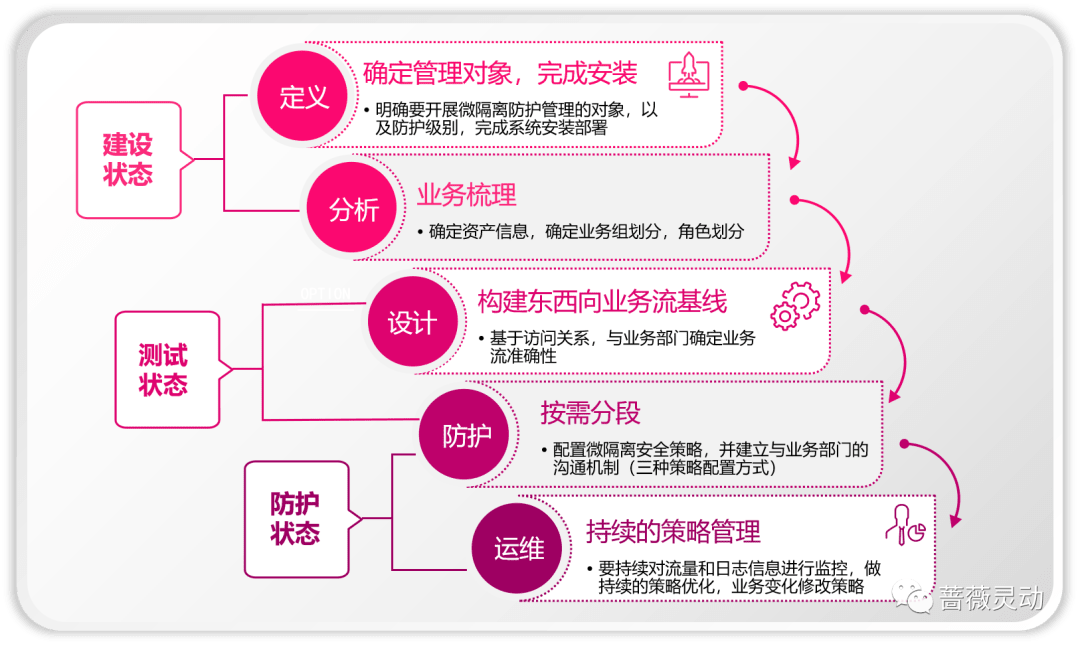 建设
状态
定义
确定管理对象，完成安装
• 明确要开展微隔离防护管理的对象，以
及防护级别，完成系统安装部署
分析
业务梳理
• 确定资产信息，确定业务组划分，角色划分
测试
状态
设计
构建东西向业务流基线
• 基于访问关系，与业务部门确定业务
流准确性
防护
按需分段
• 配置微隔离安全策略，并建立与业务部门的
沟通机制（三种策略配置方式）
防护
状态
运维
持续的策略管理
• 要持续对流量和日志信息进行监控，做
持续的策略优化，业务变化修改策略
蔷薇灵动